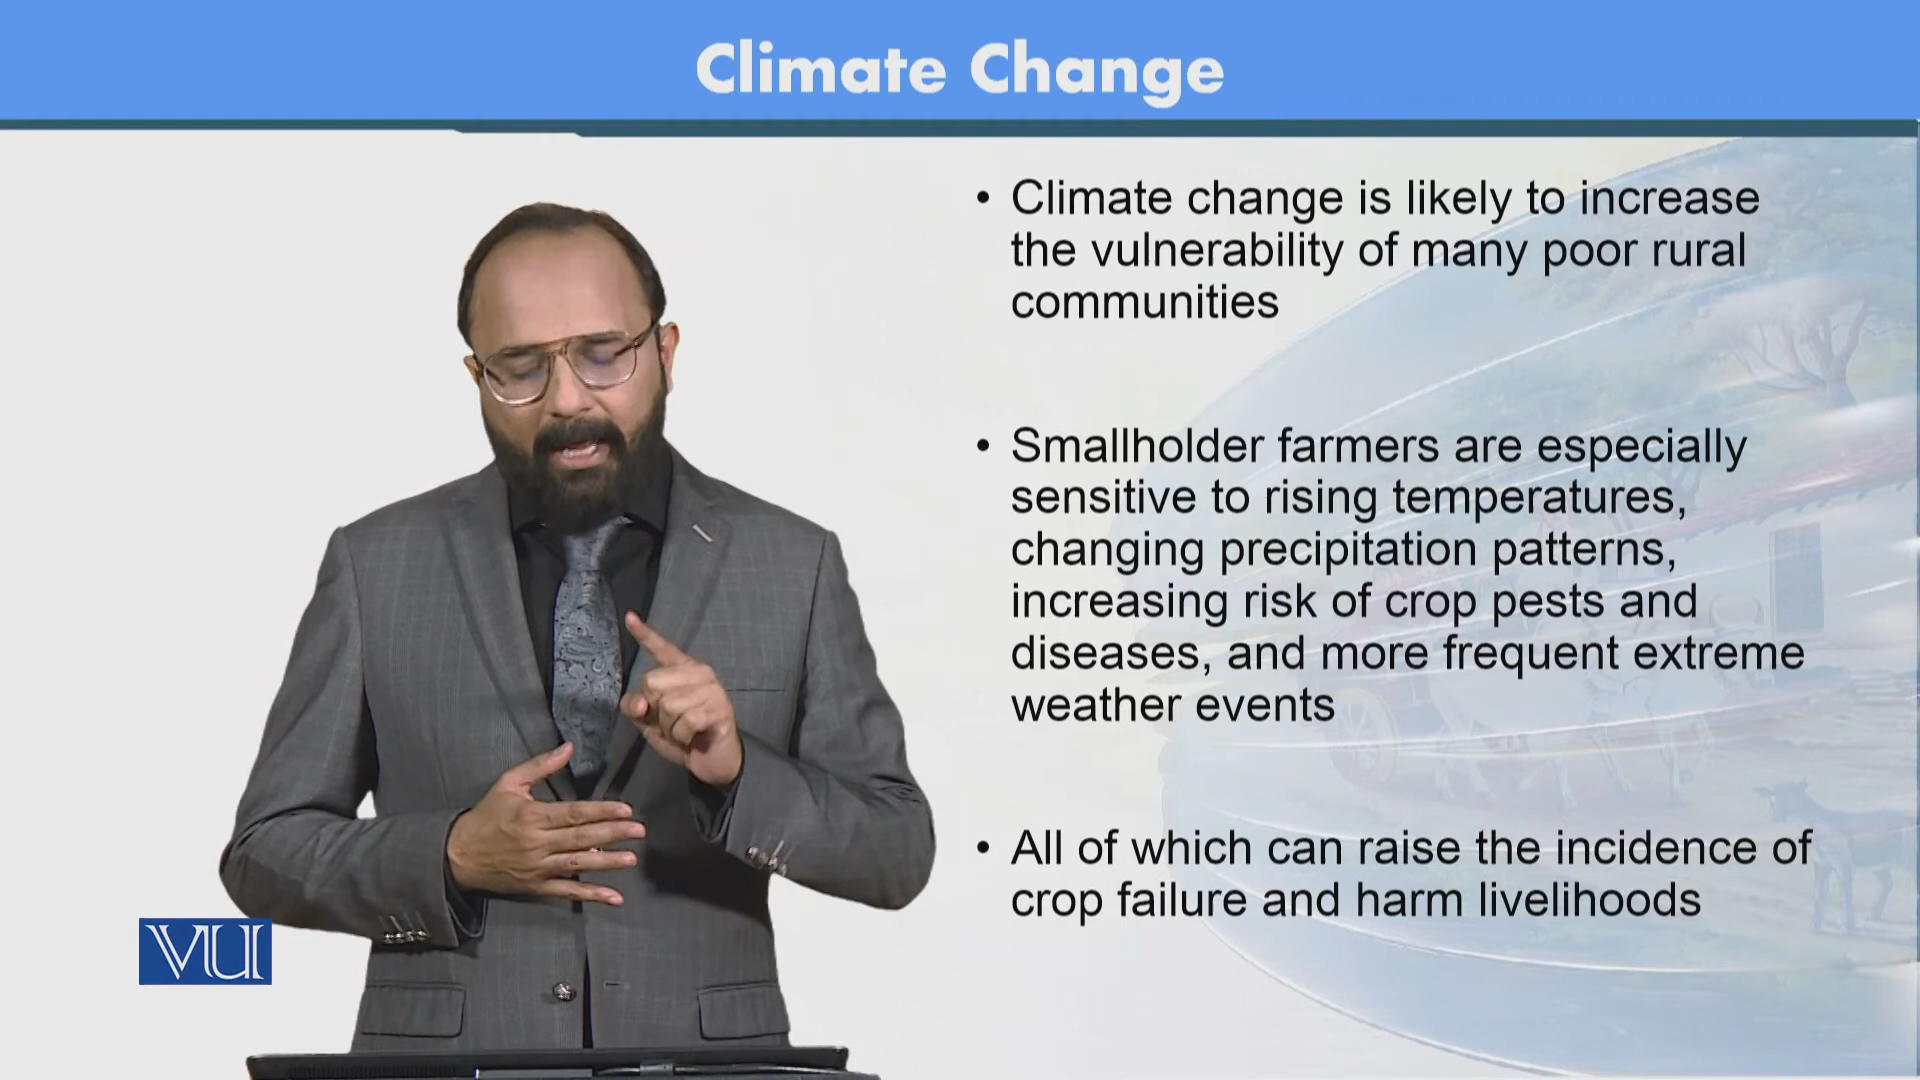 Climate Change
• Climate change is likely to increase
the vulnerability of many poor rural
communities
• Smallholder farmers are especially
sensitive to rising temperatures,
changing precipitation patterns,
increasing risk of crop pests and
diseases, and more frequent extreme
weather events
• All of which can raise the incidence of
crop failure and harm livelihoods
VU